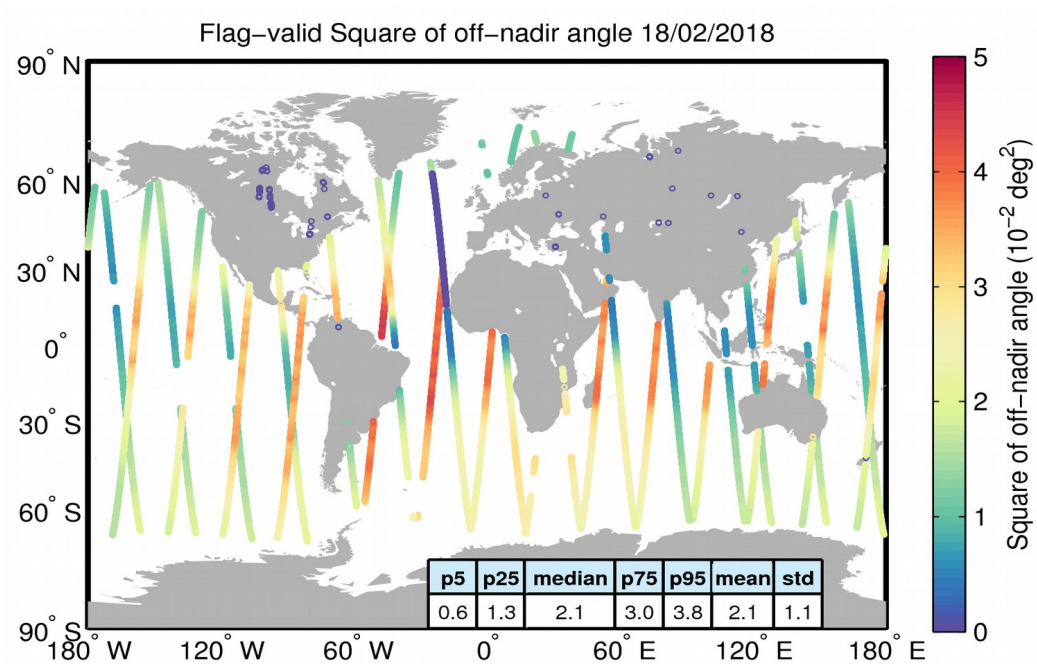 Flag−valid Square of off−nadir angle 18/02/2018
90° N
60° N
30° N
0°
30° S
60° S
90° S
180° W
120° W
60° W
0°
60° E
120° E
180° E
p5 p25 median p75 p95 mean std
0.6 1.3 2.1 3.0 3.8 2.1 1.1
5
4
3
2
1
0
Square of off−nadir angle (10⁻² deg²)